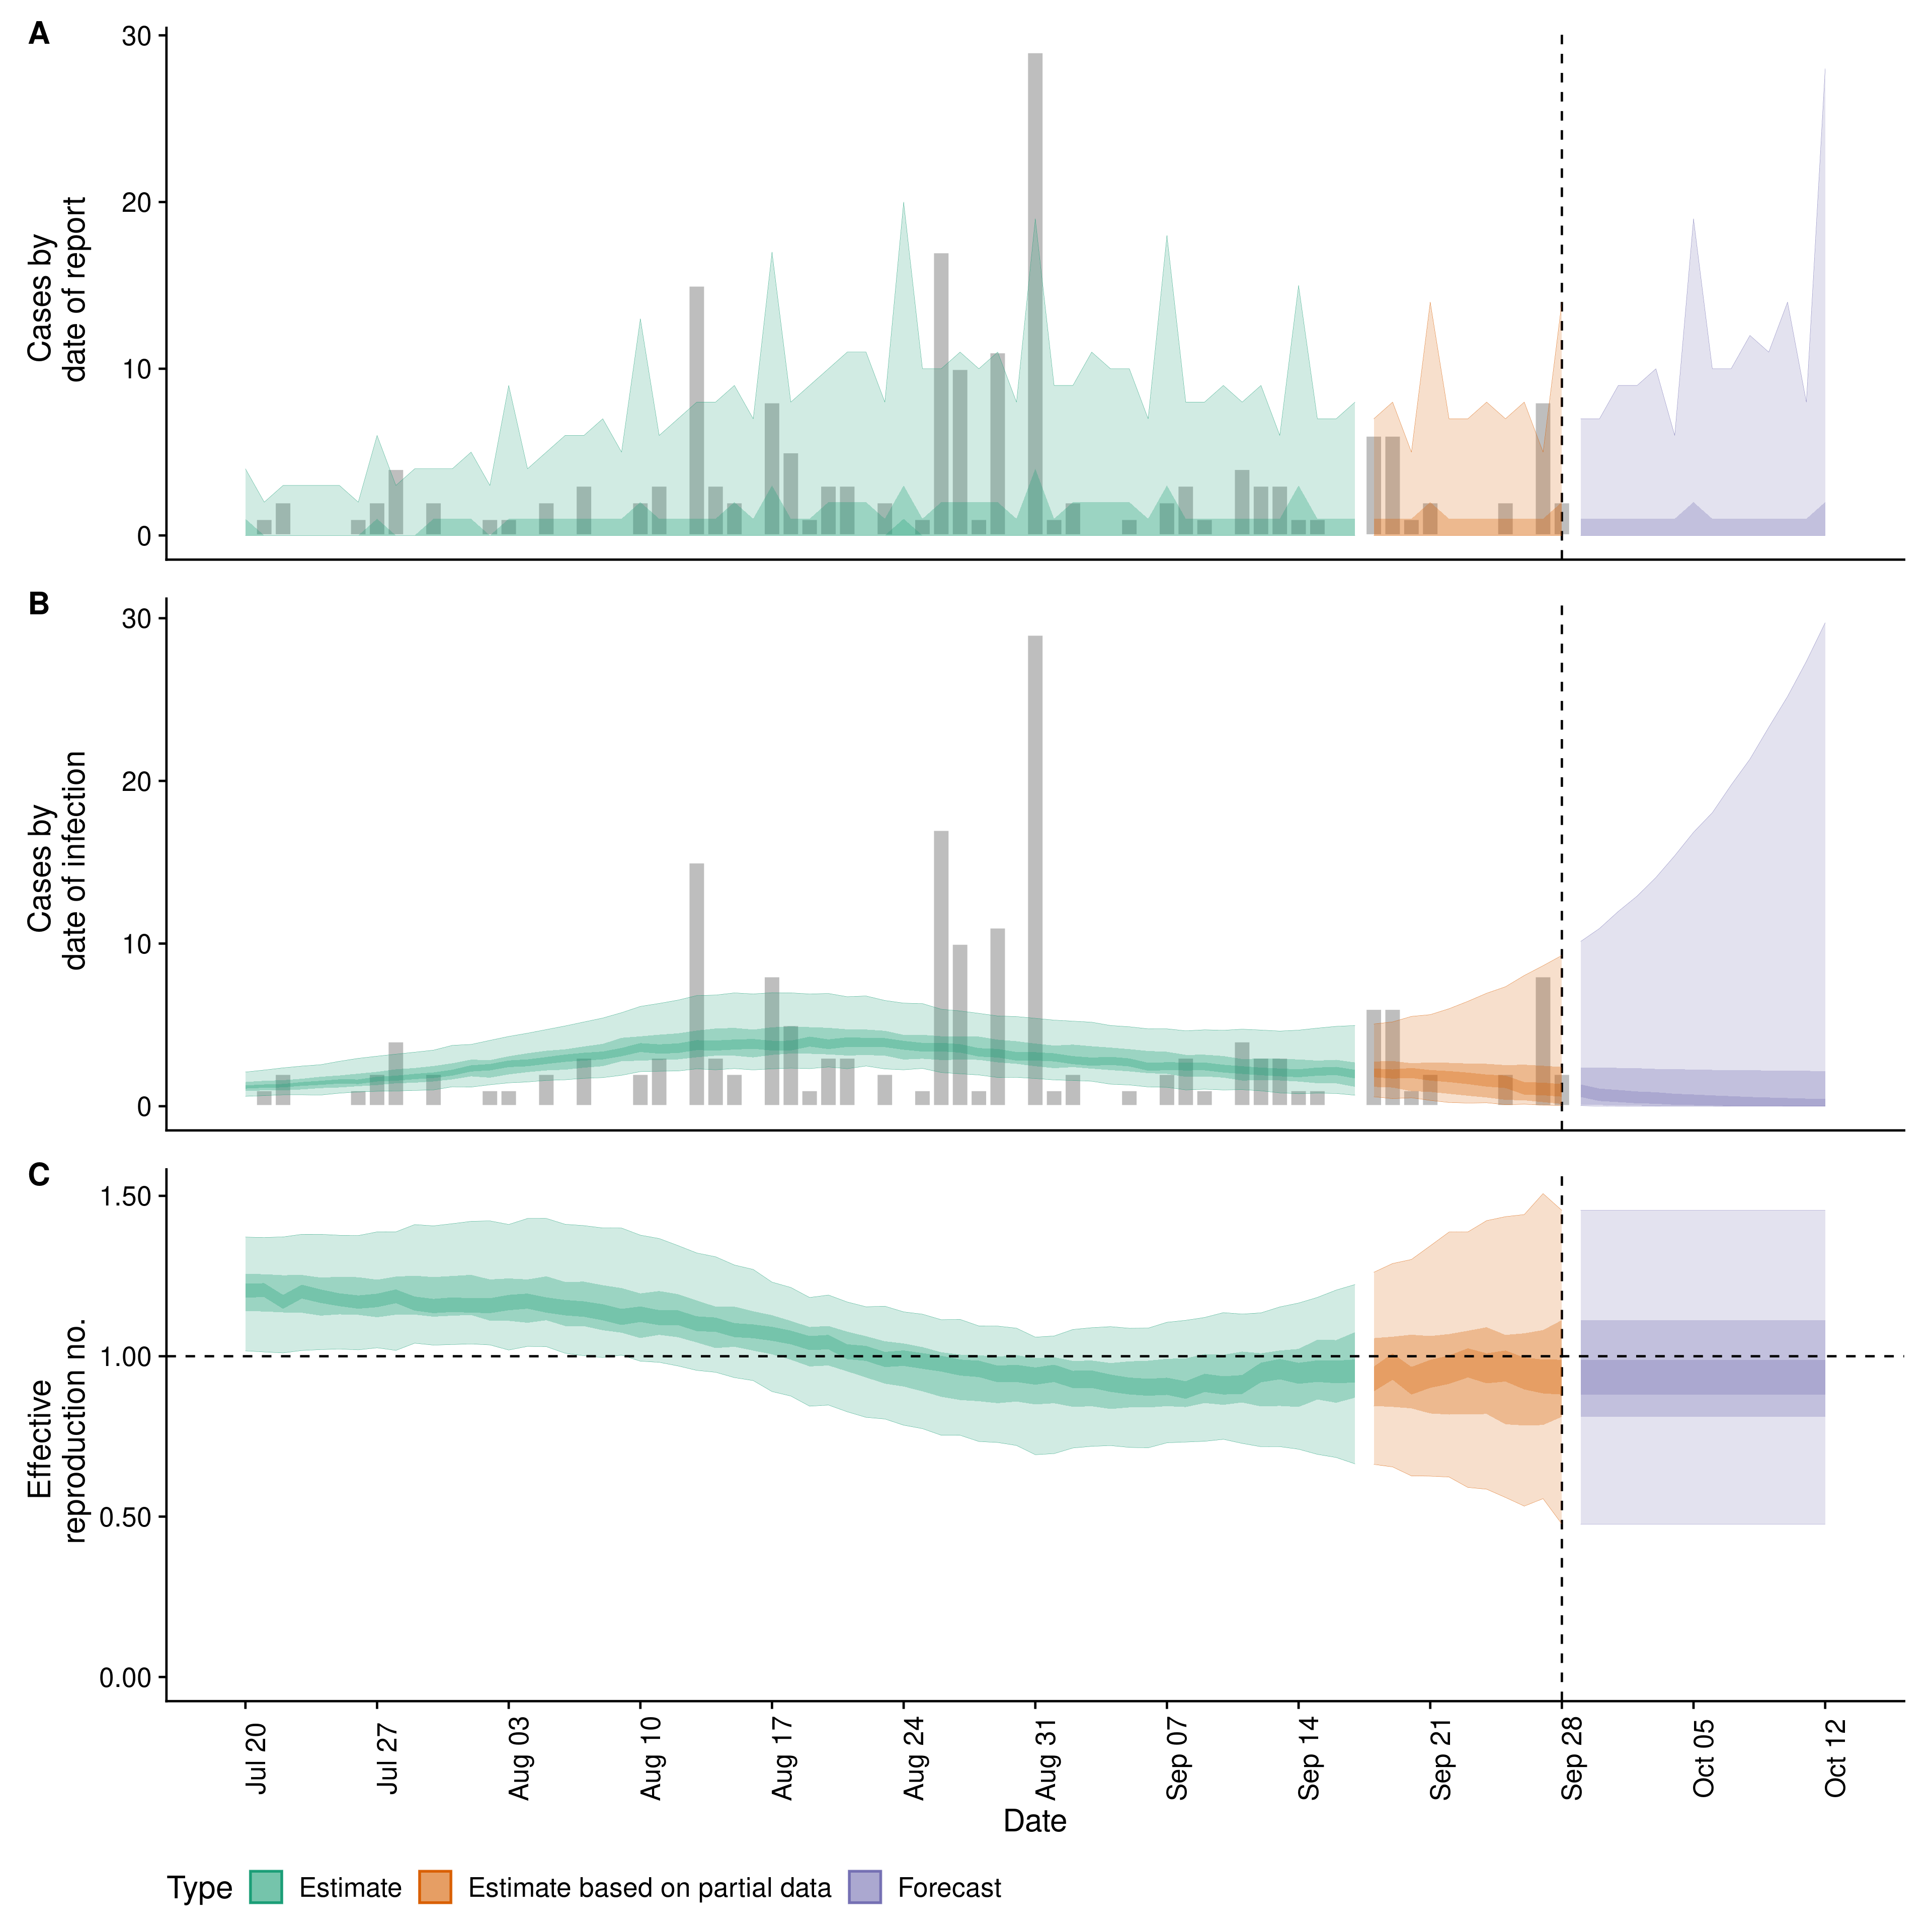 A
30
20
10
0
Cases by
date of report
B
30
20
10
0
Cases by
date of infection
C
1.50
1.00
0.50
0.00
Effective
reproduction no.
Jul 20
Jul 27
Aug 03
Aug 10
Aug 17
Aug 24
Aug 31
Sep 07
Sep 14
Sep 21
Sep 28
Oct 05
Oct 12
Date
Type Estimate Estimate based on partial data Forecast